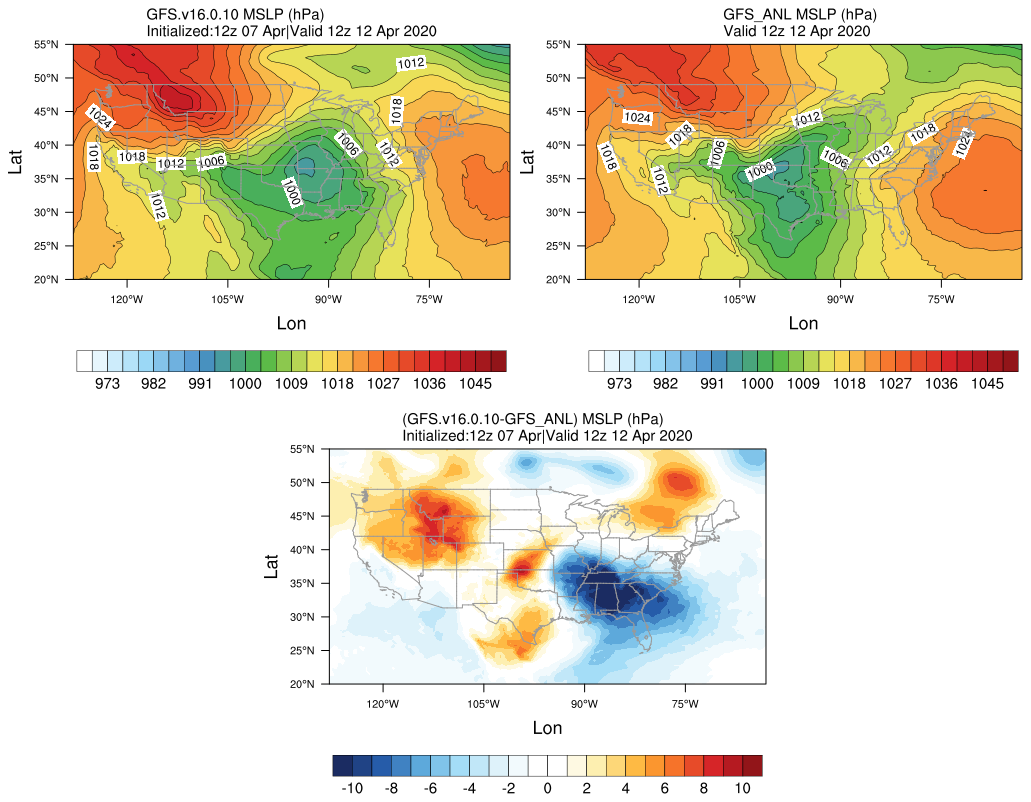 GFS.v16.0.10 MSLP (hPa)
Initialized:12z 07 Apr|Valid 12z 12 Apr 2020
55°N
50°N
45°N
40°N
35°N
30°N
25°N
20°N
Lat
1012
1018
1024
1018
1018
1012
1006
1006
1012
1012
1000
120°W
105°W
90°W
75°W
Lon
973
982
991
1000
1009
1018
1027
1036
1045
GFS_ANL MSLP (hPa)
Valid 12z 12 Apr 2020
55°N
50°N
45°N
40°N
35°N
30°N
25°N
20°N
Lat
1024
1018
1012
1018
1024
1018
1006
1006
1012
1000
1012
120°W
105°W
90°W
75°W
Lon
973
982
991
1000
1009
1018
1027
1036
1045
(GFS.v16.0.10-GFS_ANL) MSLP (hPa)
Initialized:12z 07 Apr|Valid 12z 12 Apr 2020
55°N
50°N
45°N
40°N
35°N
30°N
25°N
20°N
Lat
120°W
105°W
90°W
75°W
Lon
-10
-8
-6
-4
-2
0
2
4
6
8
10